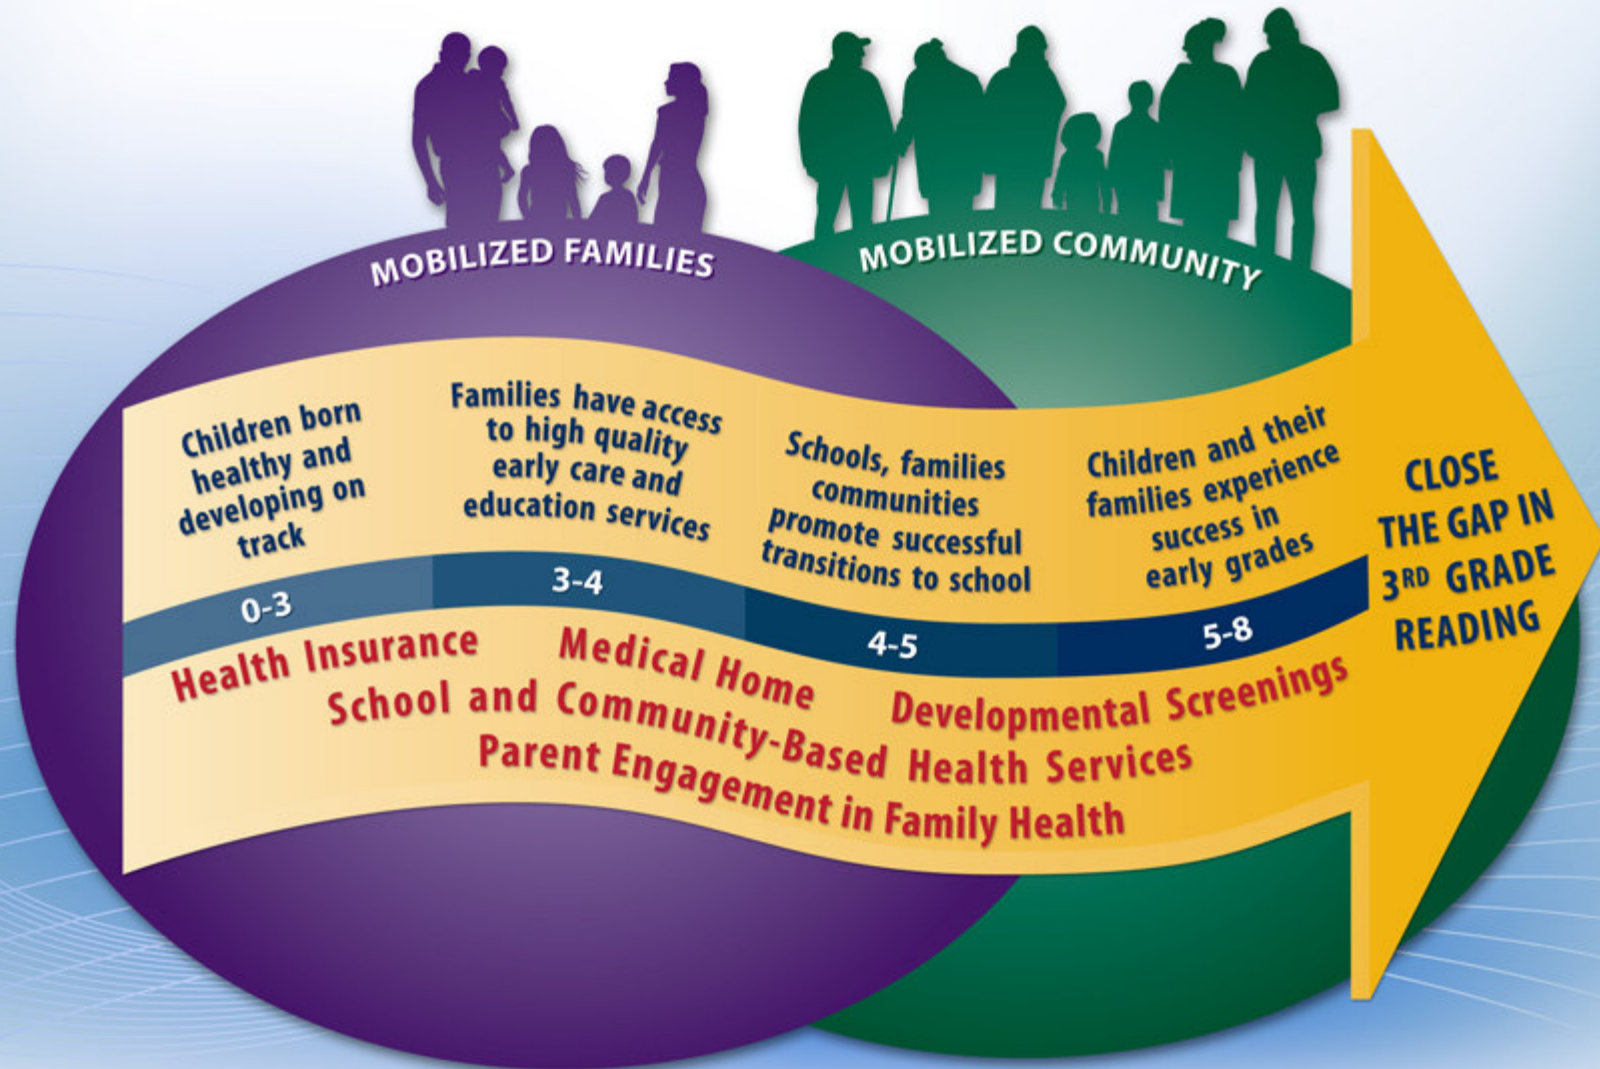 MOBILIZED FAMILIES
MOBILIZED COMMUNITY
Children born
healthy and
developing on
track
Families have access
to high quality
early care and
education services
Schools, families
communities
promote successful
transitions to school
Children and their
families experience
success in
early grades
CLOSE
THE GAP IN
3RD GRADE
READING
0-3
3-4
4-5
5-8
Health Insurance
Medical Home
Developmental Screenings
School and Community-Based Health Services
Parent Engagement in Family Health